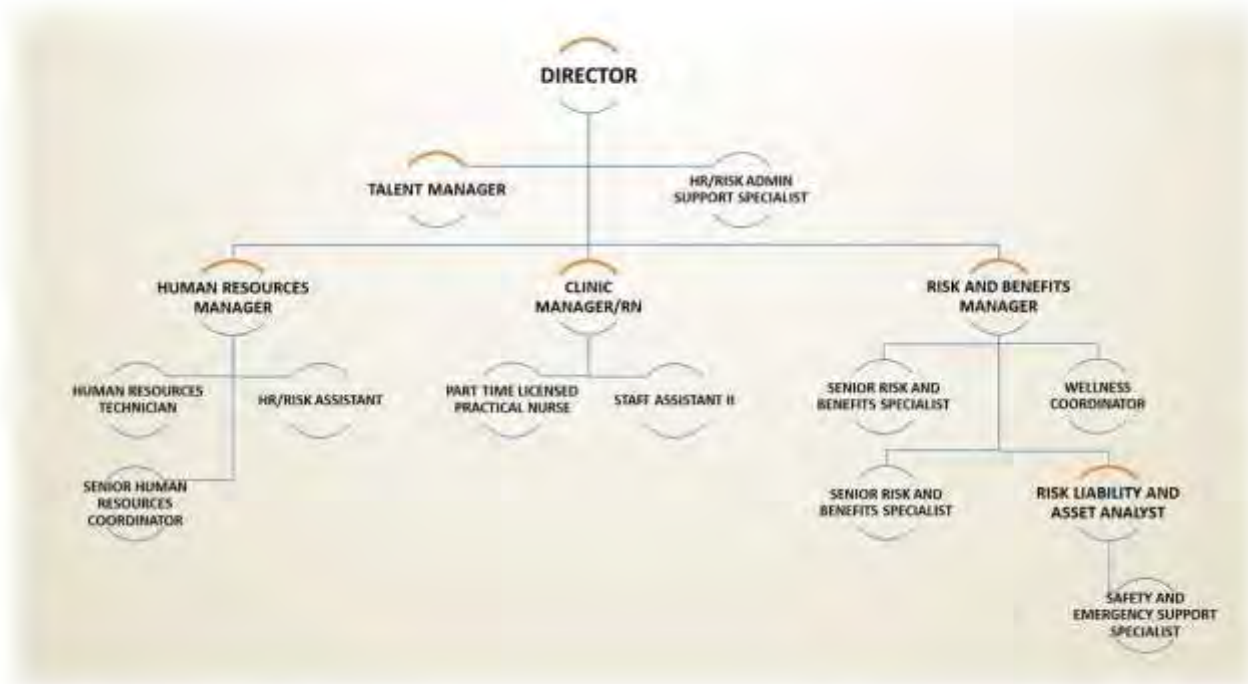 DIRECTOR
TALENT MANAGER
HR/RISK ADMIN
SUPPORT SPECIALIST
HUMAN RESOURCES
MANAGER
CLINIC
MANAGER/RN
RISK AND BENEFITS
MANAGER
HUMAN RESOURCES
TECHNICIAN
HR/RISK ASSISTANT
PART TIME LICENSED
PRACTICAL NURSE
STAFF ASSISTANT II
SENIOR RISK AND
BENEFITS SPECIALIST
WELLNESS
COORDINATOR
SENIOR HUMAN
RESOURCES
COORDINATOR
SENIOR RISK AND
BENEFITS SPECIALIST
RISK LIABILITY AND
ASSET ANALYST
SAFETY AND
EMERGENCY SUPPORT
SPECIALIST